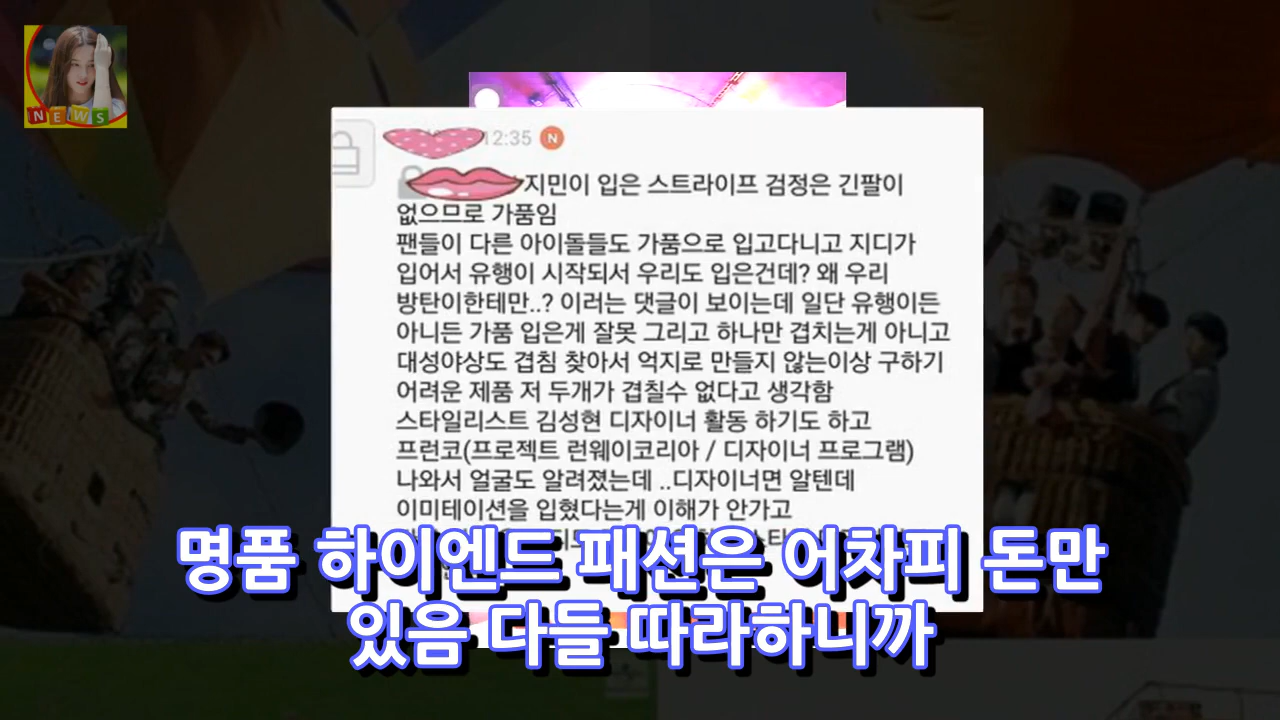 NEWS
12:35 N
지민이 입은 스트라이프 검정은 긴팔이
없으므로 가품임
팬들이 다른 아이돌들도 가품으로 입고다니고 지디가
입어서 유행이 시작되서 우리도 입은건데? 왜 우리
방탄이한테만..? 이러는 댓글이 보이는데 일단 유행이든
아니든 가품 입은게 잘못 그리고 하나만 겹치는게 아니고
대성야상도 겹침 찾아서 억지로 만들지 않는이상 구하기
어려운 제품 저 두개가 겹칠수 없다고 생각함
스타일리스트 김성현 디자이너 활동 하기도 하고
프런코(프로젝트 런웨이코리아 / 디자이너 프로그램)
나와서 얼굴도 알려졌는데 ..디자이너면 알텐데
이미테이션을 입혔다는게 이해가 안가고
명품 하이엔드 패션은 어차피 돈만
있음 다들 따라하니까